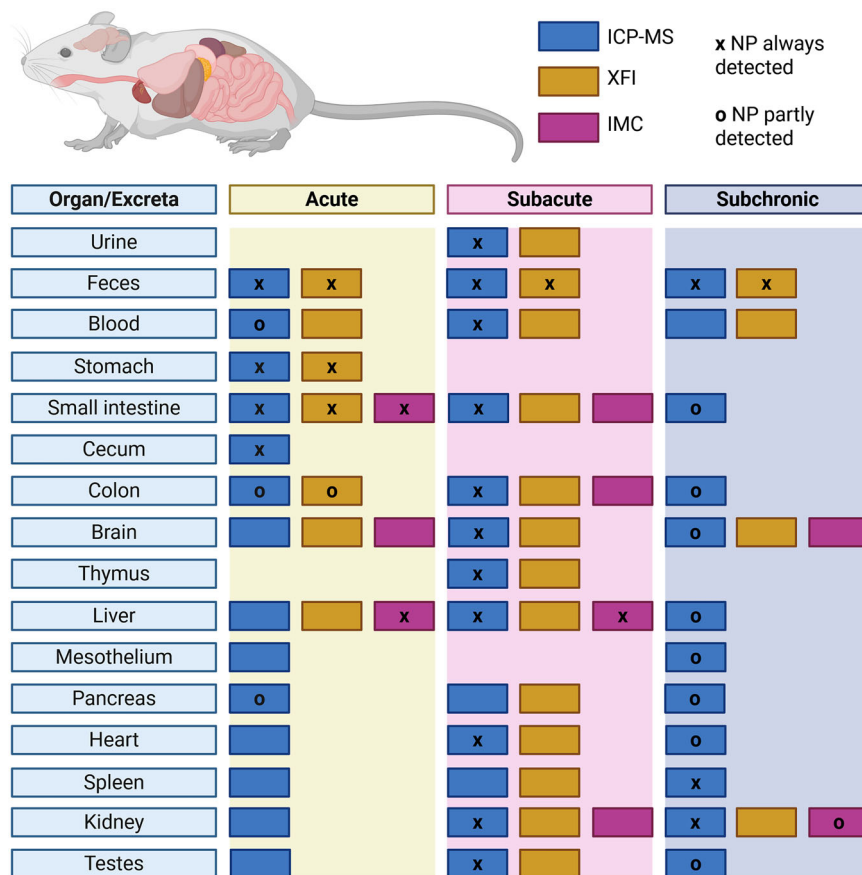 ICP-MS
XFI
IMC
x NP always
detected
o NP partly
detected
Organ/Excreta Acute Subacute Subchronic
Urine x
Feces x x x x x x
Blood o x
Stomach x x
Small intestine x x x x o
Cecum x
Colon o o x o
Brain x o
Thymus x
Liver x x x o
Mesothelium o
Pancreas o o
Heart x o
Spleen x
Kidney x x o
Testes x o